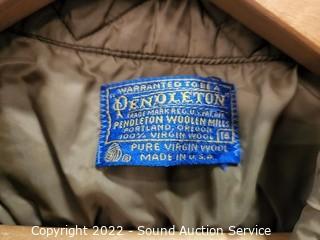 WARRANTED TO BE A
"PENDLETON"
TRADE MARK REG. U.S. PAT. OFF.
PENDLETON WOOLEN MILLS
PORTLAND, OREGON
100% VIRGIN WOOL 16
PURE VIRGIN WOOL
MADE IN U.S.A.
Copyright 2022 - Sound Auction Service